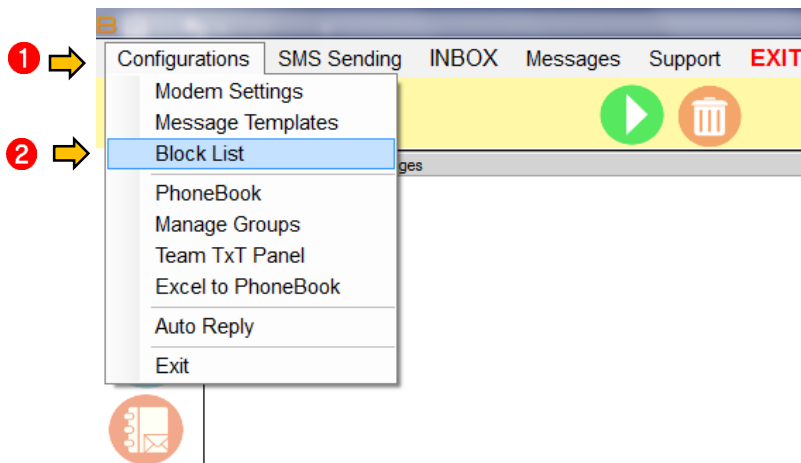 B
1
Configurations SMS Sending INBOX Messages Support EXIT
Modem Settings
Message Templates
2
Block List
ges
PhoneBook
Manage Groups
Team TxT Panel
Excel to PhoneBook
Auto Reply
Exit